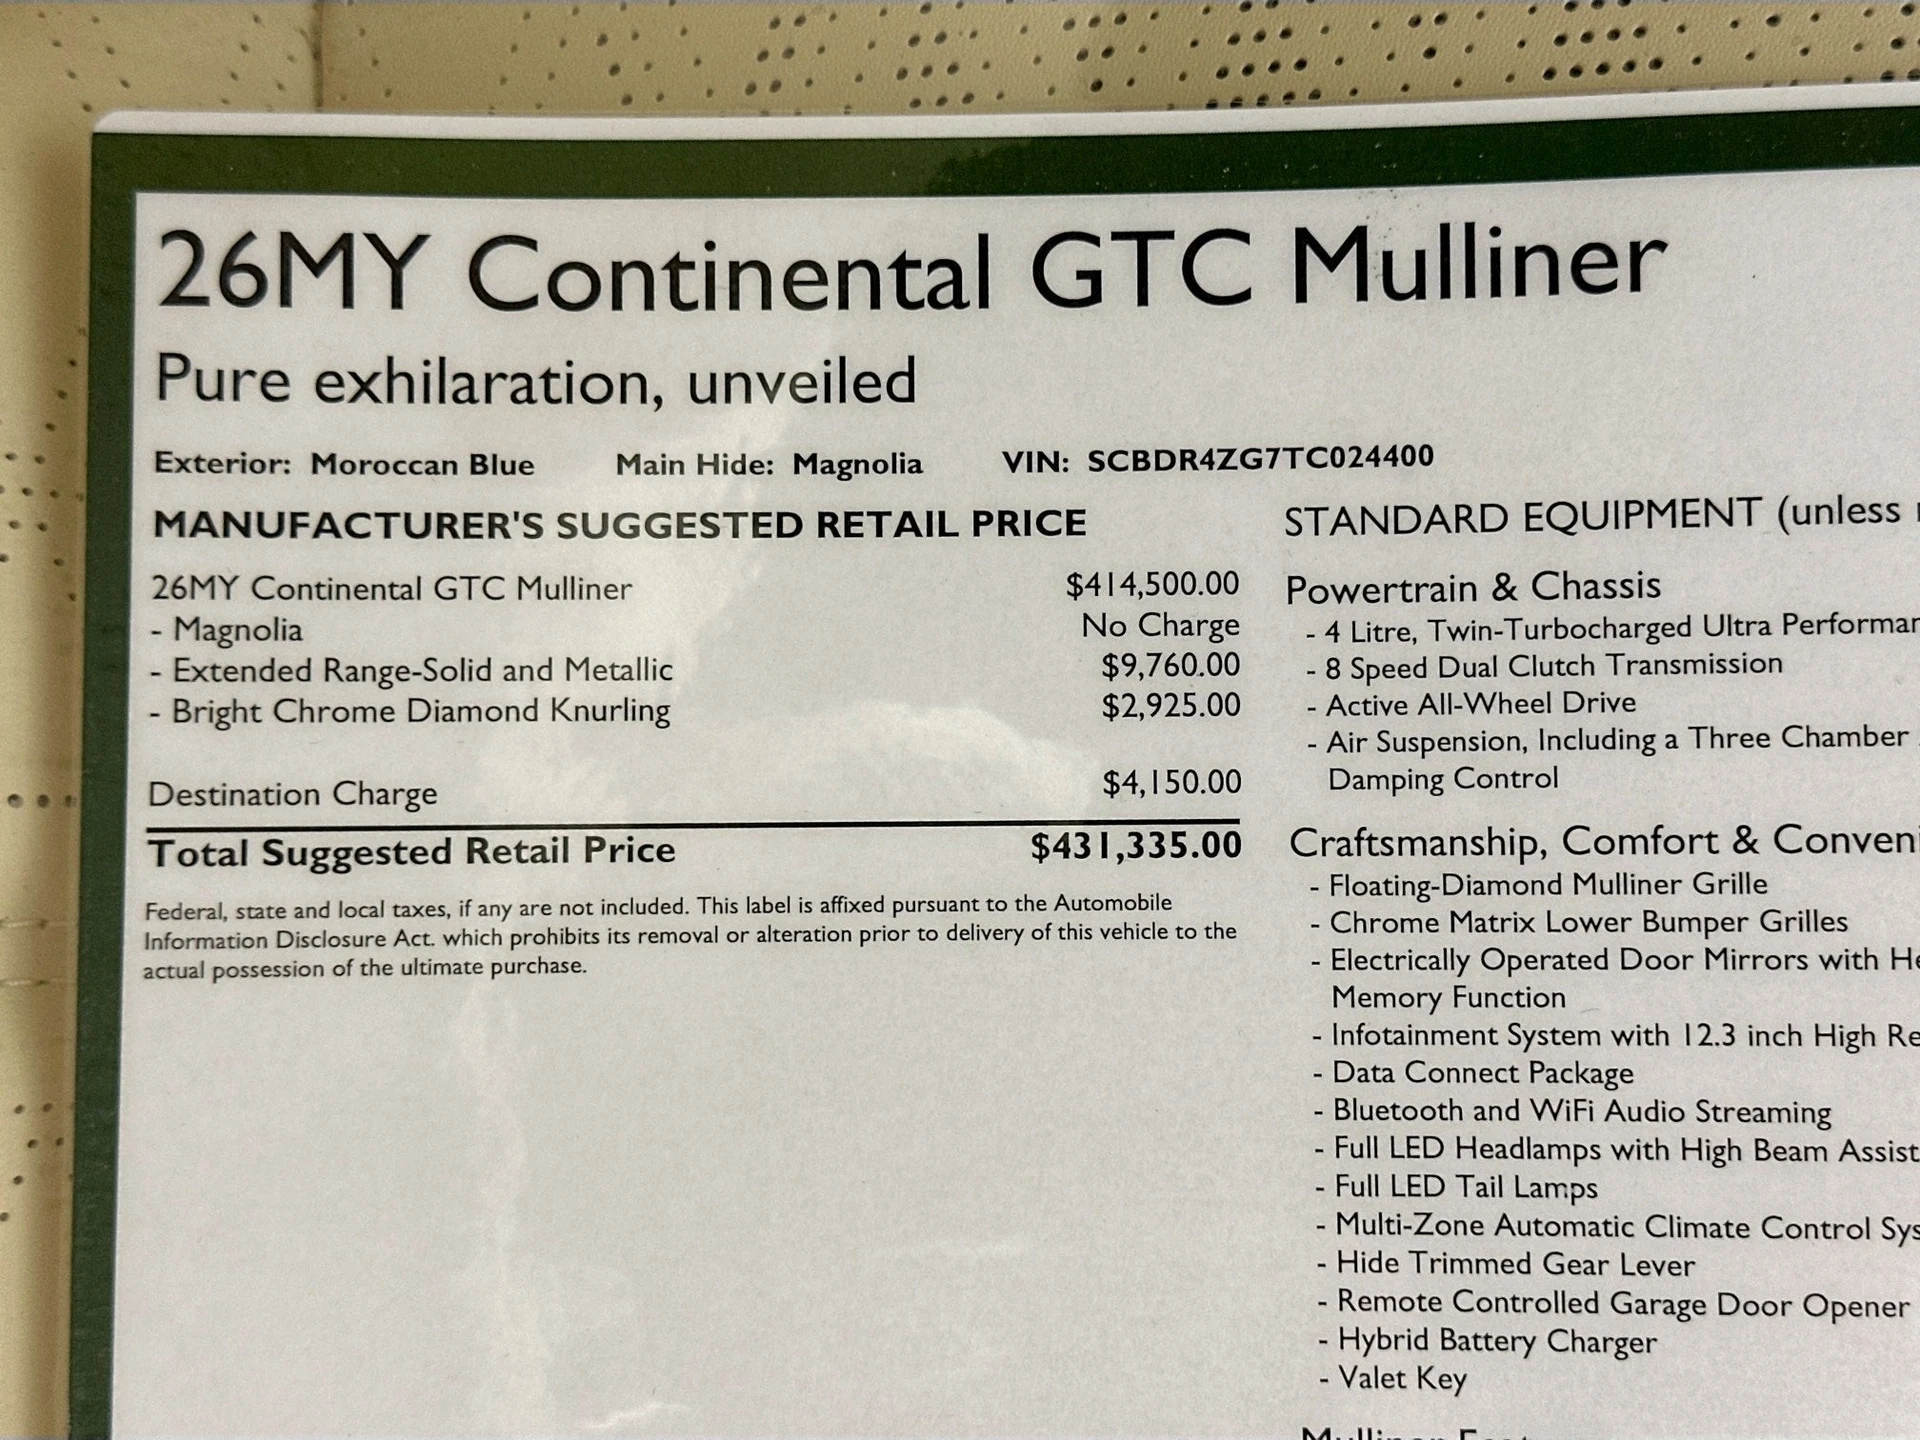 26MY Continental GTC Mulliner
Pure exhilaration, unveiled
Exterior: Moroccan Blue Main Hide: Magnolia VIN: SCBDR4ZG7TC024400
MANUFACTURER'S SUGGESTED RETAIL PRICE
26MY Continental GTC Mulliner $414,500.00
- Magnolia No Charge
- Extended Range-Solid and Metallic $9,760.00
- Bright Chrome Diamond Knurling $2,925.00
Destination Charge $4,150.00
Total Suggested Retail Price $431,335.00
Federal, state and local taxes, if any are not included. This label is affixed pursuant to the Automobile
Information Disclosure Act. which prohibits its removal or alteration prior to delivery of this vehicle to the
actual possession of the ultimate purchase.
STANDARD EQUIPMENT (unless
Powertrain & Chassis
- 4 Litre, Twin-Turbocharged Ultra Performan
- 8 Speed Dual Clutch Transmission
- Active All-Wheel Drive
- Air Suspension, Including a Three Chamber
Damping Control
Craftsmanship, Comfort & Conveni
- Floating-Diamond Mulliner Grille
- Chrome Matrix Lower Bumper Grilles
- Electrically Operated Door Mirrors with He
Memory Function
- Infotainment System with 12.3 inch High Re
- Data Connect Package
- Bluetooth and WiFi Audio Streaming
- Full LED Headlamps with High Beam Assist
- Full LED Tail Lamps
- Multi-Zone Automatic Climate Control Sys
- Hide Trimmed Gear Lever
- Remote Controlled Garage Door Opener
- Hybrid Battery Charger
- Valet Key
Mulliner